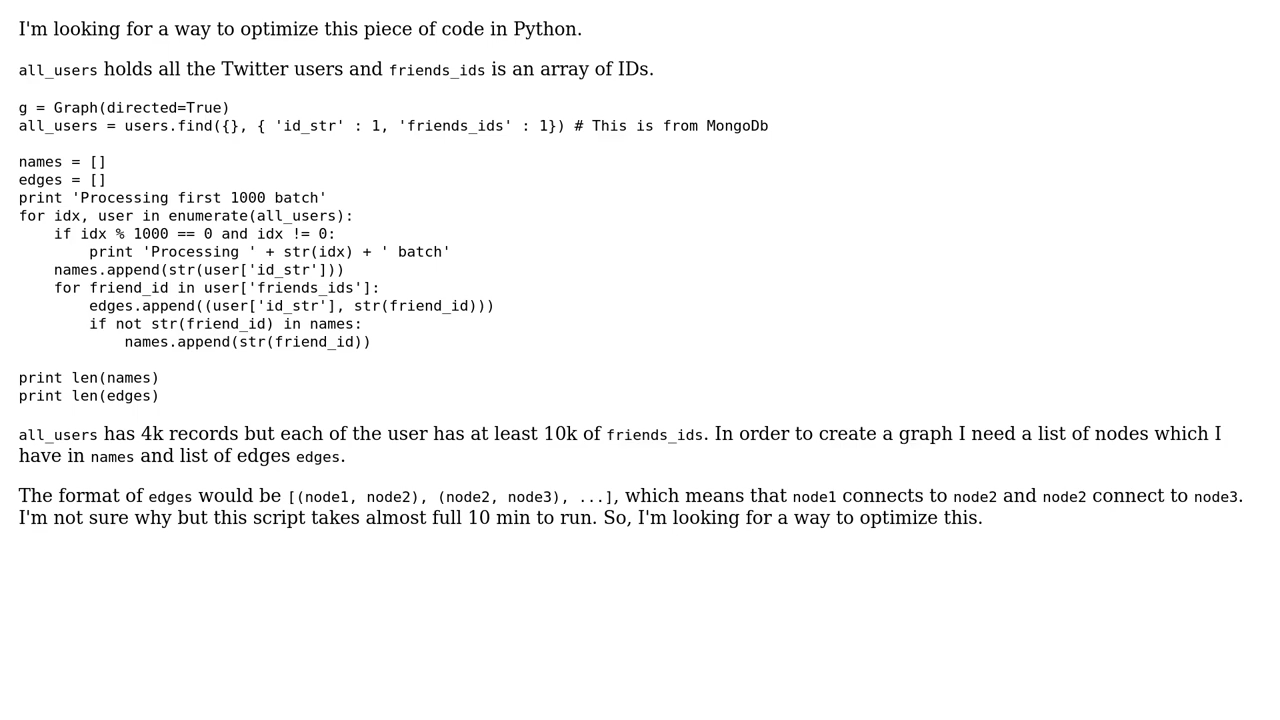 I'm looking for a way to optimize this piece of code in Python.
all_users holds all the Twitter users and friends_ids is an array of IDs.
g = Graph(directed=True)
all_users = users.find({}, { 'id_str' : 1, 'friends_ids' : 1}) # This is from MongoDb
names = []
edges = []
print 'Processing first 1000 batch'
for idx, user in enumerate(all_users):
    if idx % 1000 == 0 and idx != 0:
        print 'Processing ' + str(idx) + ' batch'
    names.append(str(user['id_str']))
    for friend_id in user['friends_ids']:
        edges.append((user['id_str'], str(friend_id)))
        if not str(friend_id) in names:
            names.append(str(friend_id))
print len(names)
print len(edges)
all_users has 4k records but each of the user has at least 10k of friends_ids. In order to create a graph I need a list of nodes which I
have in names and list of edges edges.
The format of edges would be [(node1, node2), (node2, node3), ...], which means that node1 connects to node2 and node2 connect to node3.
I'm not sure why but this script takes almost full 10 min to run. So, I'm looking for a way to optimize this.